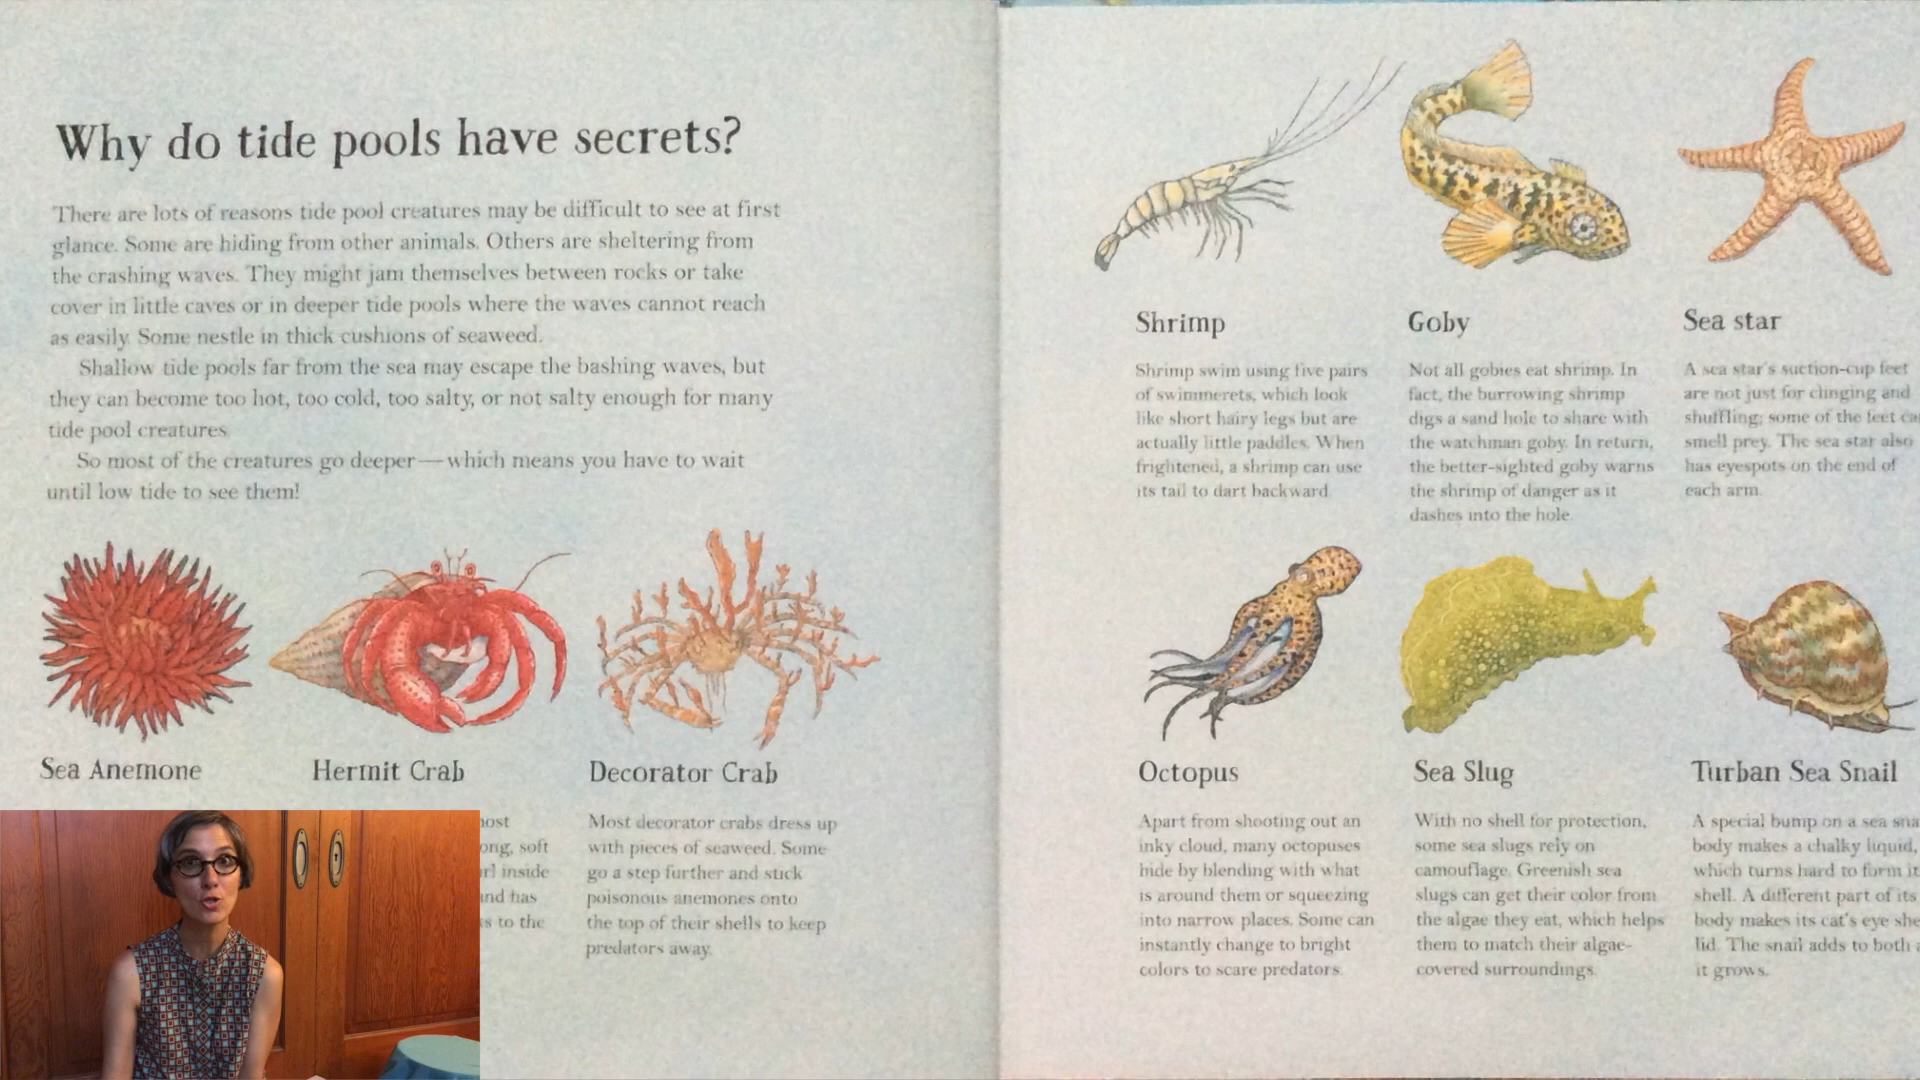 Why do tide pools have secrets?
There are lots of reasons tide pool creatures may be difficult to see at first
glance. Some are hiding from other animals. Others are sheltering from
the crashing waves. They might jam themselves between rocks or take
cover in little caves or in deeper tide pools where the waves cannot reach
as easily. Some nestle in thick cushions of seaweed.
Shallow tide pools far from the sea may escape the bashing waves, but
they can become too hot, too cold, too salty, or not salty enough for many
tide pool creatures.
So most of the creatures go deeper—which means you have to wait
until low tide to see them!
Sea Anemone
Hermit Crab
ong, soft
inside
has
to the
Decorator Crab
Most decorator crabs dress up
with pieces of seaweed. Some
go a step further and stick
poisonous anemones onto
the top of their shells to keep
predators away.
Shrimp
Shrimp swim using five pairs
of swimmerets, which look
like short hairy legs but are
actually little paddles. When
frightened, a shrimp can use
its tail to dart backward.
Goby
Not all gobies eat shrimp. In
fact, the burrowing shrimp
digs a sand hole to share with
the watchman goby. In return,
the better-sighted goby warns
the shrimp of danger as it
dashes into the hole.
Sea star
A sea star's suction-cup feet
are not just for clinging and
shuffling; some of the feet ca
smell prey. The sea star also
has eyespots on the end of
each arm.
Octopus
Apart from shooting out an
inky cloud, many octopuses
hide by blending with what
is around them or squeezing
into narrow places. Some can
instantly change to bright
colors to scare predators.
Sea Slug
With no shell for protection,
some sea slugs rely on
camouflage. Greenish sea
slugs can get their color from
the algae they eat, which helps
them to match their algae-
covered surroundings.
Turban Sea Snail
A special bump on a sea sna
body makes a chalky liquid,
which turns hard to form it
shell. A different part of its
body makes its cat's eye she
lid. The snail adds to both a
it grows.